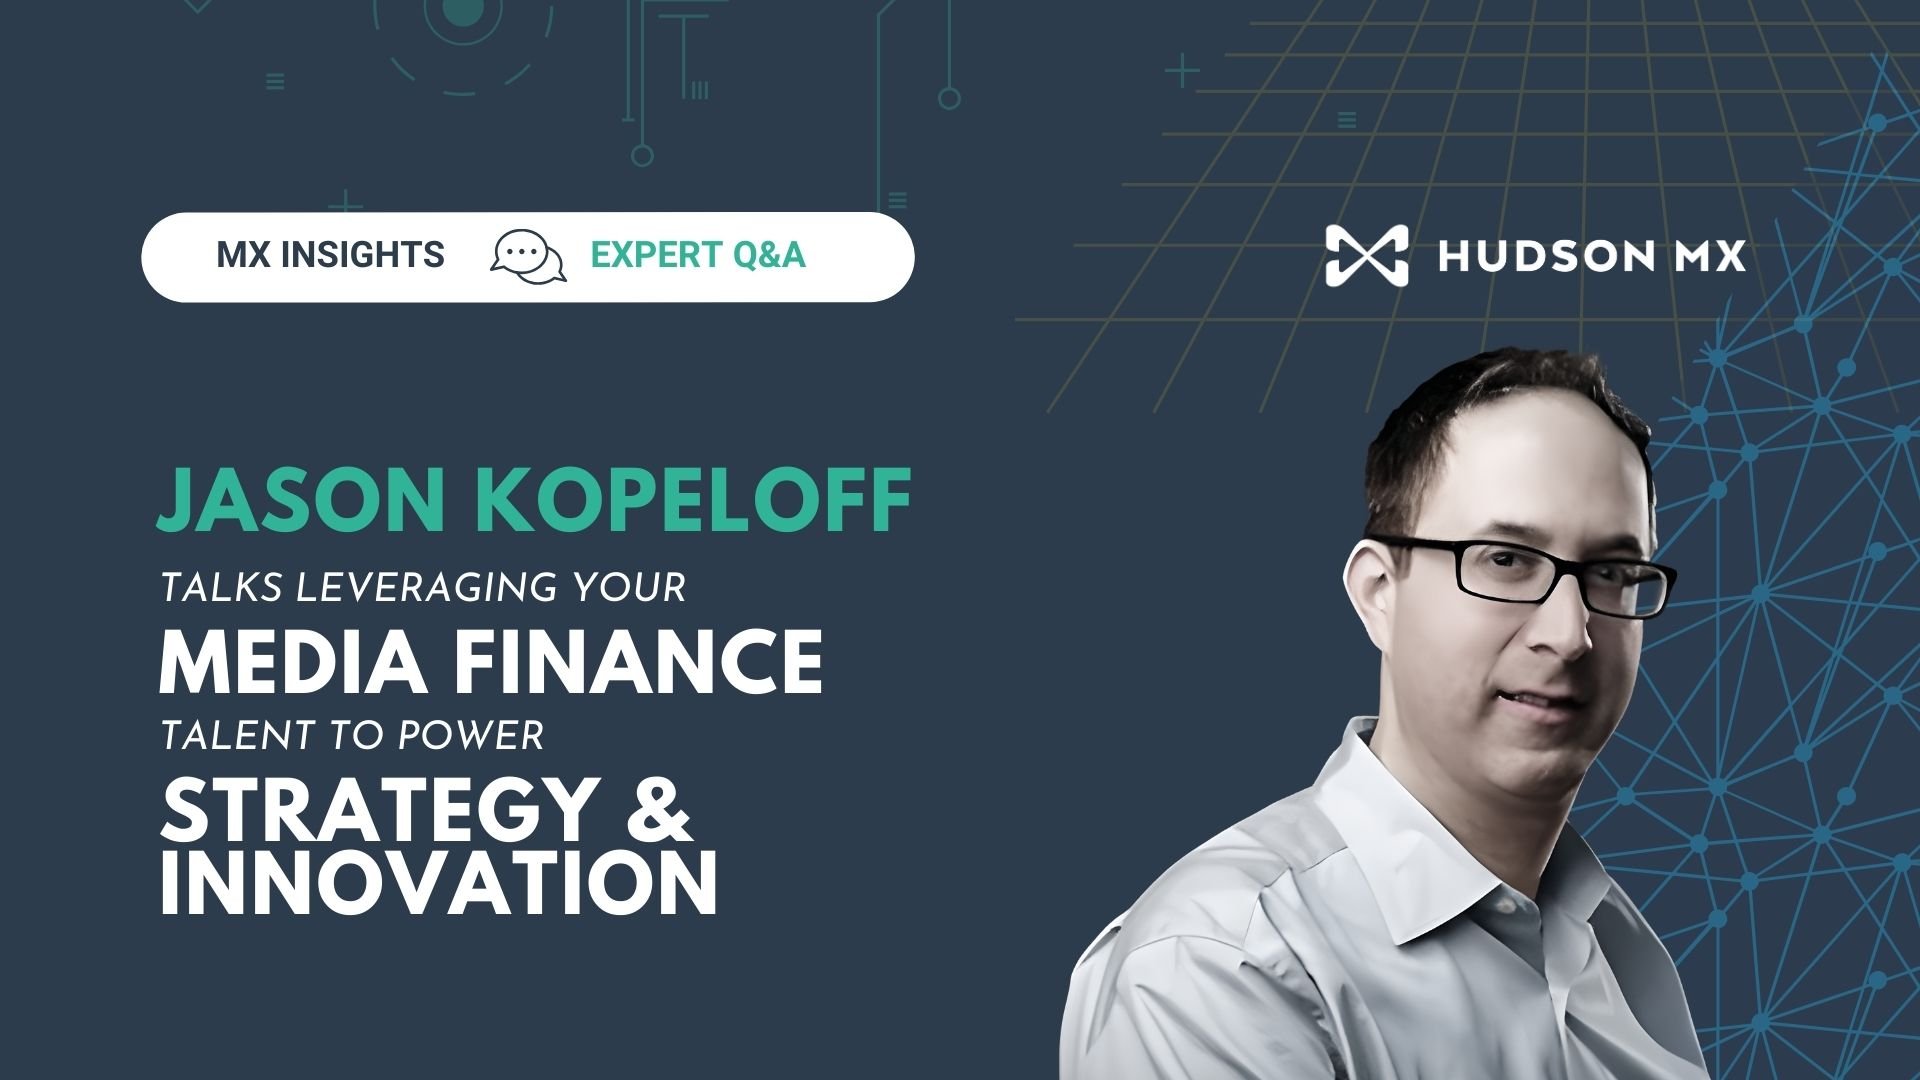 MX INSIGHTS EXPERT Q&A
HUDSON MX
JASON KOPELOFF
TALKS LEVERAGING YOUR
MEDIA FINANCE
TALENT TO POWER
STRATEGY &
INNOVATION